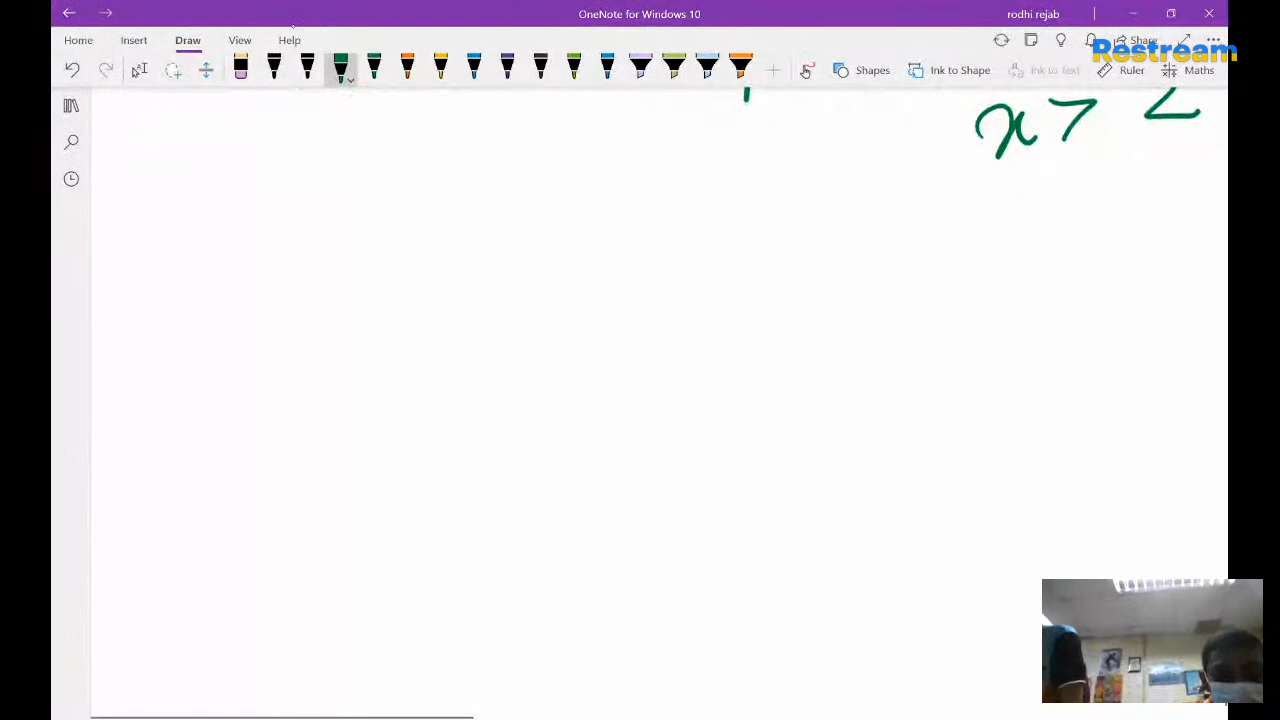 OneNote for Windows 10
rodhi rejab
Home Insert Draw View Help
Share
Restream
Shapes Ink to Shape Ink to Text Ruler Maths
x > 2